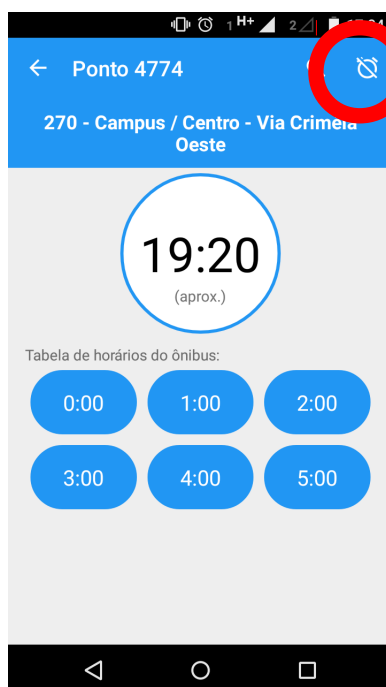 1 H+ 2
Ponto 4774
270 - Campus / Centro - Via Crimeia
Oeste
19:20
(aprox.)
Tabela de horários do ônibus:
0:00 1:00 2:00
3:00 4:00 5:00